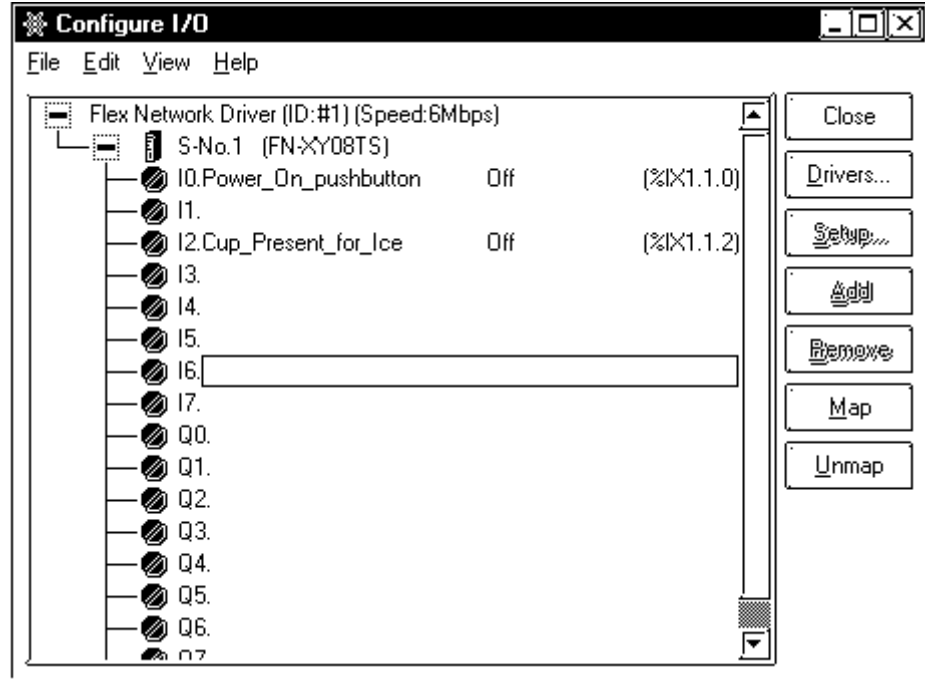 Configure I/O
File Edit View Help
Flex Network Driver (ID:#1) (Speed:6Mbps)
S-No.1 (FN-XY08TS)
I0.Power_On_pushbutton Off (%IX1.1.0)
I1.
I2.Cup_Present_for_Ice Off (%IX1.1.2)
I3.
I4.
I5.
I6.
I7.
Q0.
Q1.
Q2.
Q3.
Q4.
Q5.
Q6.
Q7.
Close
Drivers...
Setup...
Add
Remove
Map
Unmap